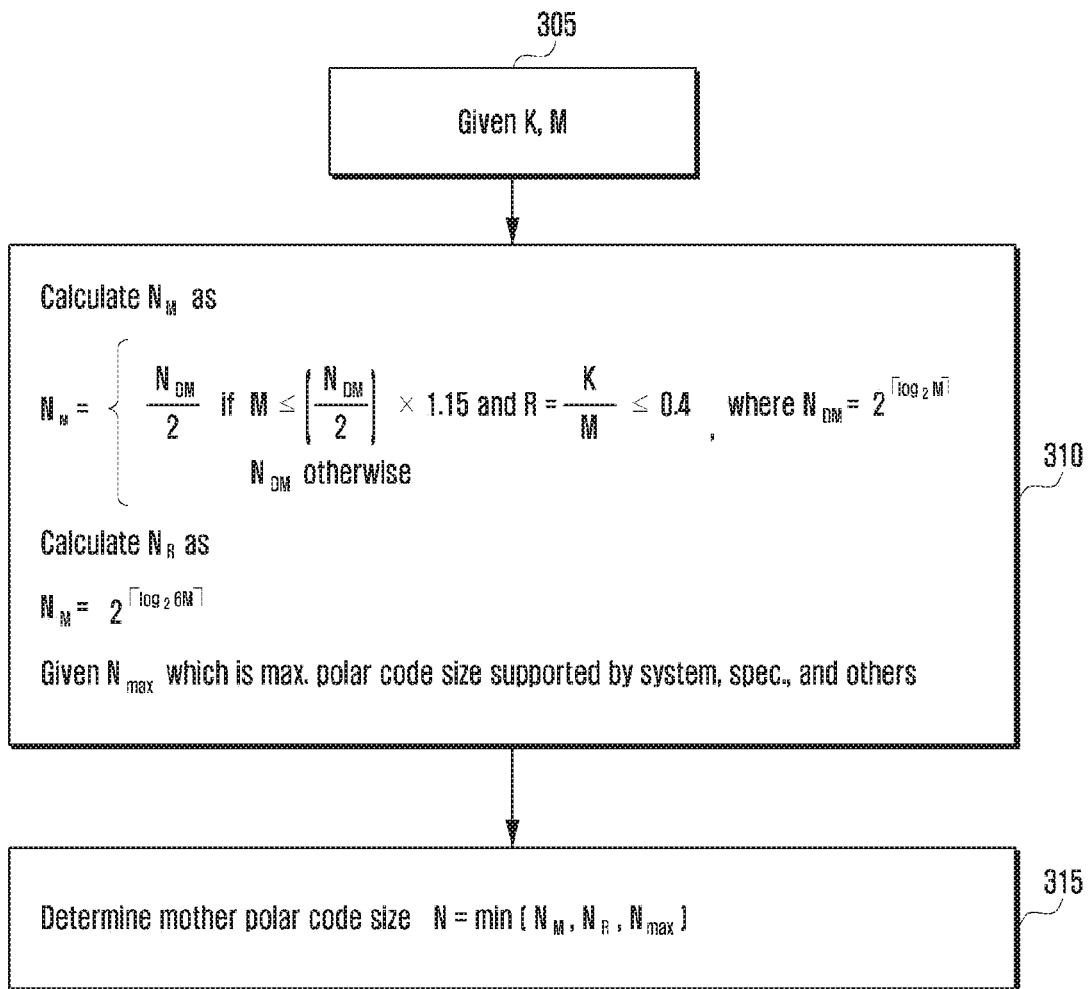 305
Given K, M
Calculate N_M as
N_M = { N_DM / 2 if M ≤ ( N_DM / 2 ) × 1.15 and R = K / M ≤ 0.4 , where N_DM = 2^⌈log_2 M⌉
N_DM otherwise
310
Calculate N_R as
N_M = 2^⌈log_2 6M⌉
Given N_max which is max. polar code size supported by system, spec., and others
315
Determine mother polar code size N = min ( N_M , N_R , N_max )